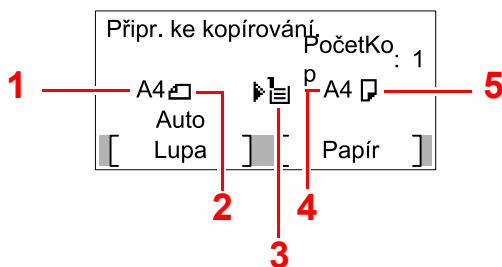 Připr. ke kopírování.
PočetKo
p : 1
1 A4 A4 5
Auto
[ Lupa ] [ Papír ]
2 4
3